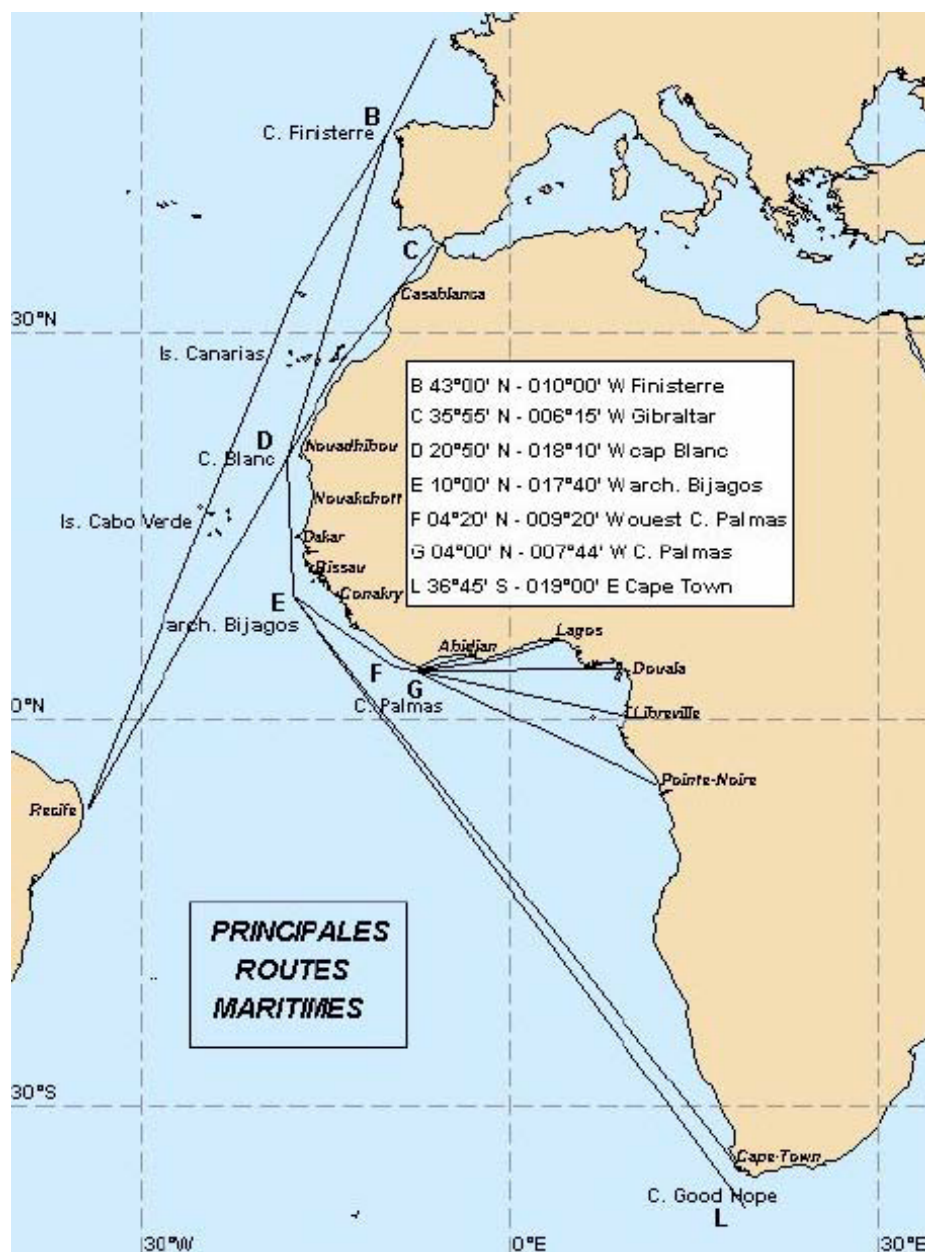 B
C. Finisterre
C
Casablanca
30°N
Is. Canarias
B 43°00' N - 010°00' W Finisterre
C 35°55' N - 006°15' W Gibraltar
D 20°50' N - 018°10' W cap Blanc
E 10°00' N - 017°40' W arch. Bijagos
F 04°20' N - 009°20' W ouest C. Palmas
G 04°00' N - 007°44' W C. Palmas
L 36°45' S - 019°00' E Cape Town
D
Nouadhibou
C. Blanc
Nouakchott
Is. Cabo Verde
Dakar
Bissau
Conakry
E
arch. Bijagos
Lagos
Abidjan
F
G
Douala
C. Palmas
0°N
Libreville
Pointe-Noire
Recife
PRINCIPALES
ROUTES
MARITIMES
30°S
Cape-Town
C. Good Hope
L
30°W
0°E
30°E